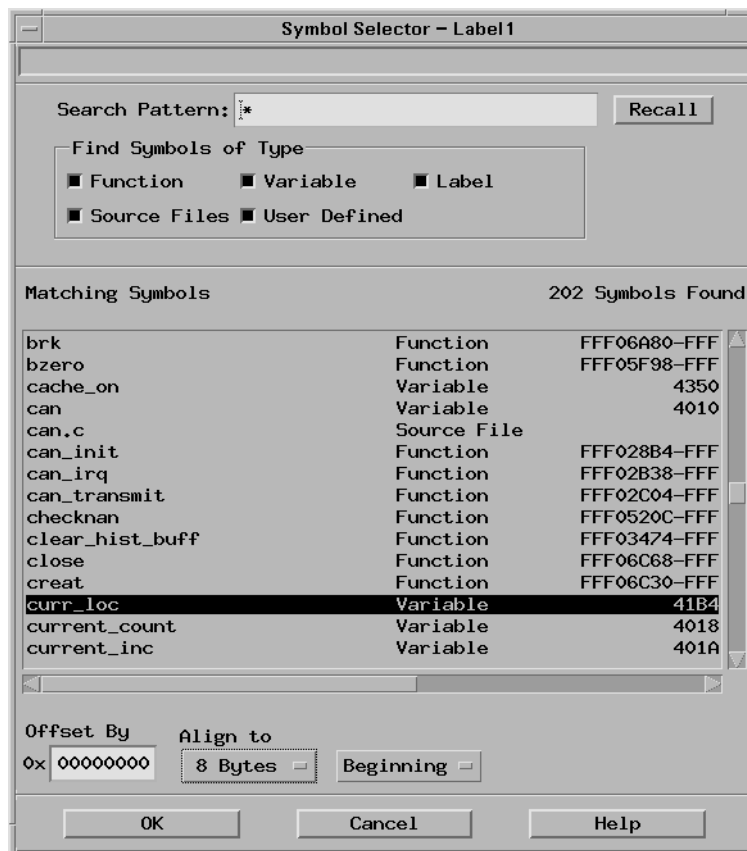 Symbol Selector – Label1
Search Pattern: *
Recall
Find Symbols of Type
Function Variable Label
Source Files User Defined
Matching Symbols 202 Symbols Found
brk Function FFF06A80-FFF
bzero Function FFF05F98-FFF
cache_on Variable 4350
can Variable 4010
can.c Source File
can_init Function FFF028B4-FFF
can_irq Function FFF02B38-FFF
can_transmit Function FFF02C04-FFF
checknan Function FFF0520C-FFF
clear_hist_buff Function FFF03474-FFF
close Function FFF06C68-FFF
creat Function FFF06C30-FFF
curr_loc Variable 41B4
current_count Variable 4018
current_inc Variable 401A
Offset By Align to
0x 00000000 8 Bytes Beginning
OK Cancel Help